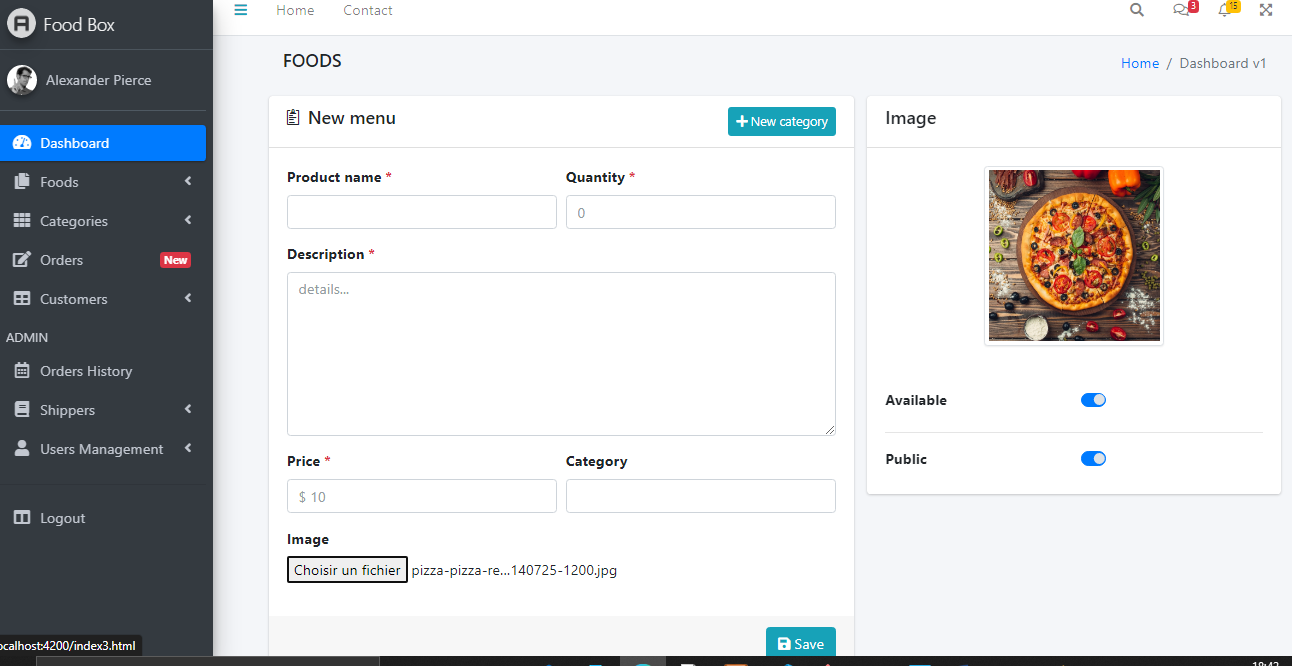 Food Box
Home
Contact
3
15
Alexander Pierce
Dashboard
Foods
Categories
Orders
New
Customers
ADMIN
Orders History
Shippers
Users Management
Logout
FOODS
Home / Dashboard v1
New menu
New category
Product name *
Quantity *
0
Description *
details...
Price *
Category
$ 10
Image
Choisir un fichier
pizza-pizza-re...140725-1200.jpg
Save
Image
Available
Public
ocalhost:4200/index3.html